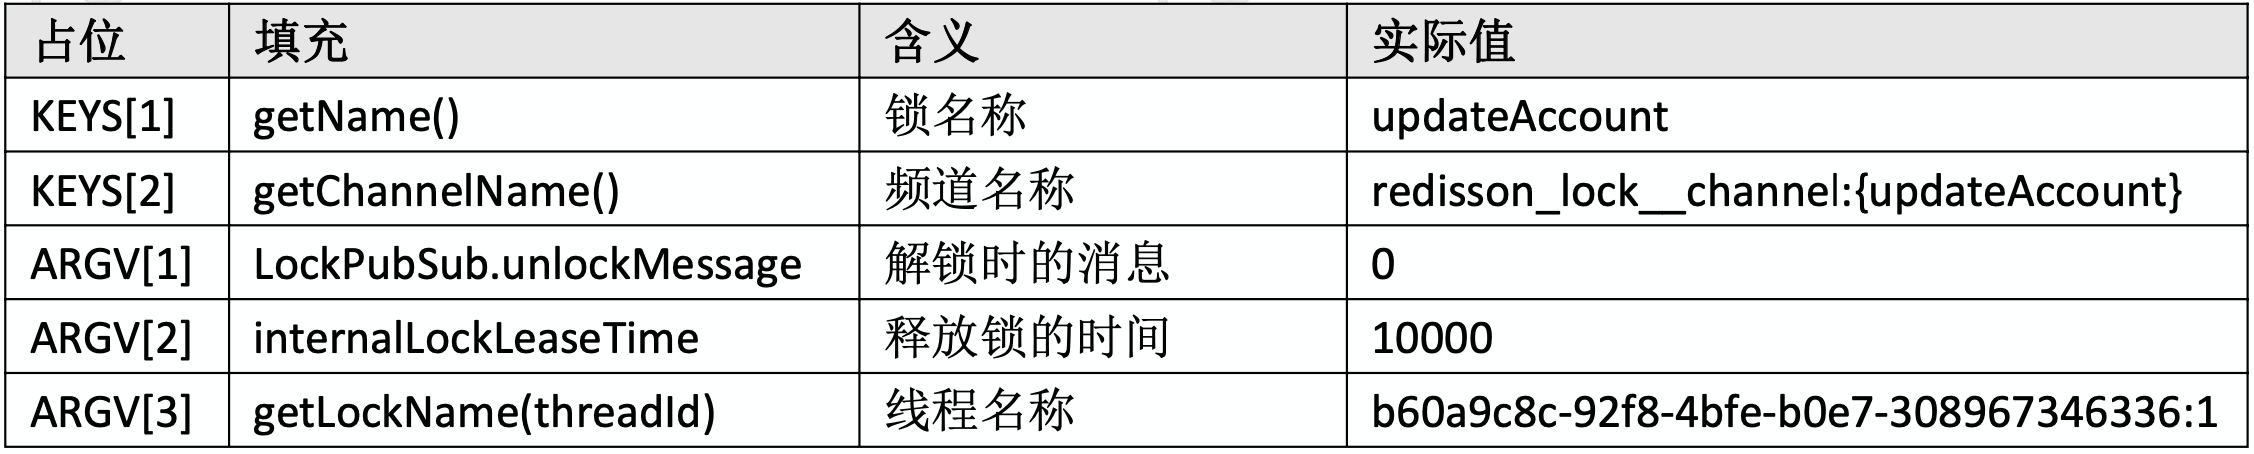 占位 填充 含义 实际值
KEYS[1] getName() 锁名称 updateAccount
KEYS[2] getChannelName() 频道名称 redisson_lock__channel:{updateAccount}
ARGV[1] LockPubSub.unlockMessage 解锁时的消息 0
ARGV[2] internalLockLeaseTime 释放锁的时间 10000
ARGV[3] getLockName(threadId) 线程名称 b60a9c8c-92f8-4bfe-b0e7-308967346336:1